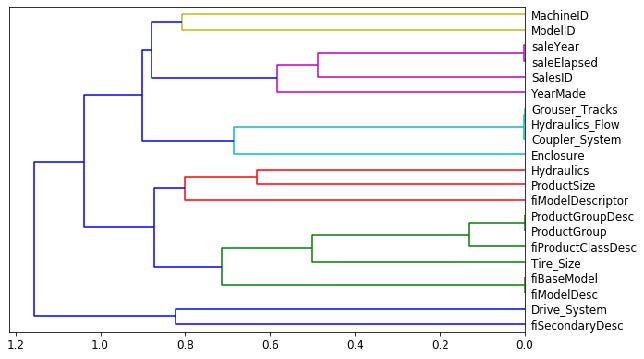 MachineID
ModelID
saleYear
saleElapsed
SalesID
YearMade
Grouser_Tracks
Hydraulics_Flow
Coupler_System
Enclosure
Hydraulics
ProductSize
fiModelDescriptor
ProductGroupDesc
ProductGroup
fiProductClassDesc
Tire_Size
fiBaseModel
fiModelDesc
Drive_System
fiSecondaryDesc
1.2 1.0 0.8 0.6 0.4 0.2 0.0